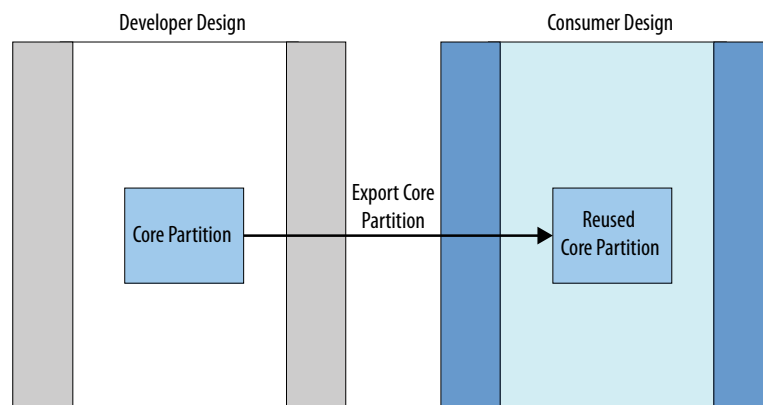 Developer Design
Consumer Design
Core Partition
Export Core
Partition
Reused
Core Partition